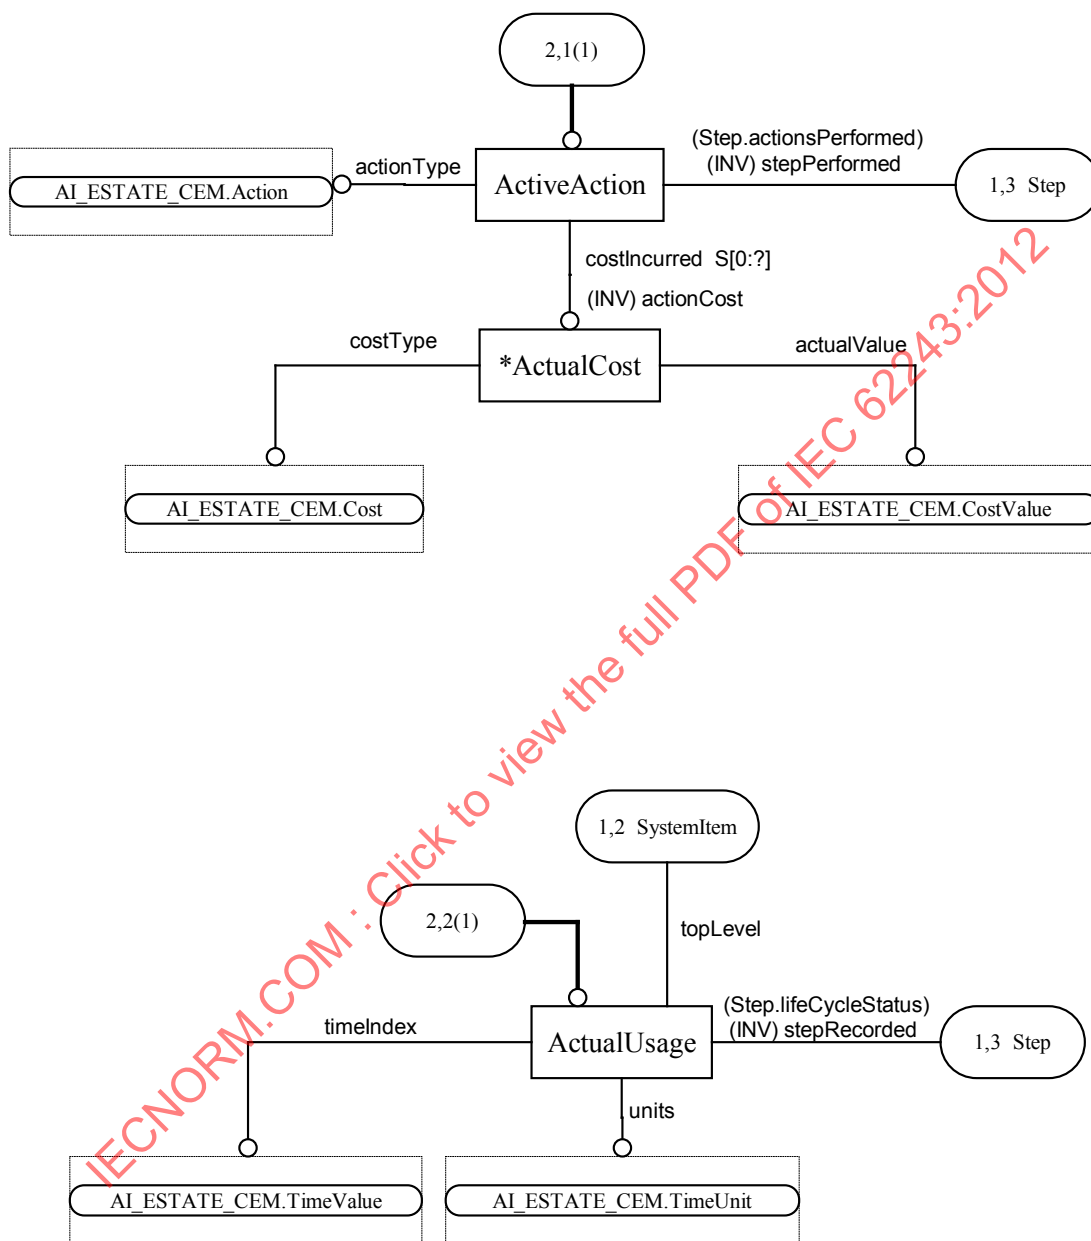 2,1(1)
(Step.actionsPerformed)
(INV) stepPerformed
actionType
AI_ESTATE_CEM.Action
ActiveAction
1,3 Step
costIncurred S[0:?]
(INV) actionCost
costType
*ActualCost
actualValue
AI_ESTATE_CEM.Cost
AI_ESTATE_CEM.CostValue
IECNORM.COM : Click to view the full PDF of IEC 62243:2012
1,2 SystemItem
2,2(1)
topLevel
(Step.lifeCycleStatus)
(INV) stepRecorded
timeIndex
ActualUsage
1,3 Step
units
AI_ESTATE_CEM.TimeValue
AI_ESTATE_CEM.TimeUnit